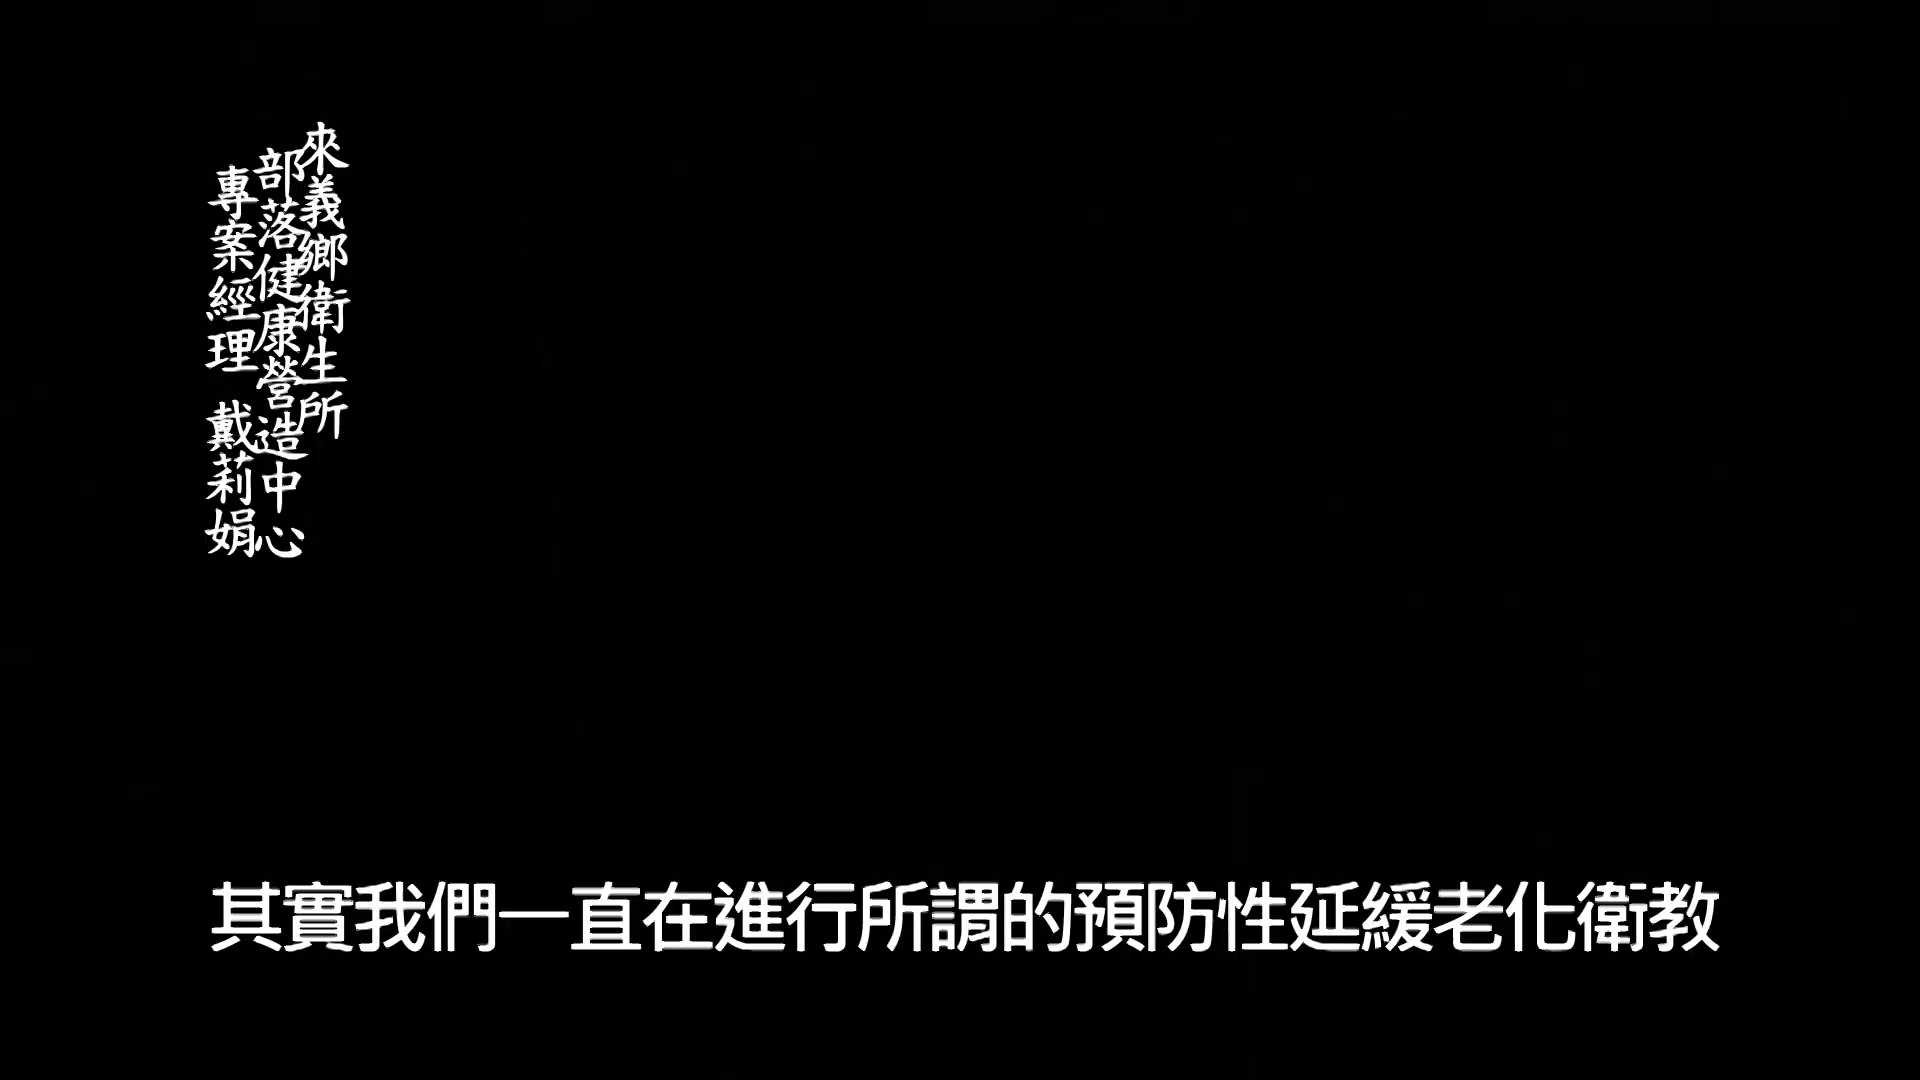 來義鄉衛生所
部落健康營造中心
專案經理 戴莉娟
其實我們一直在進行所謂的預防性延緩老化衛教